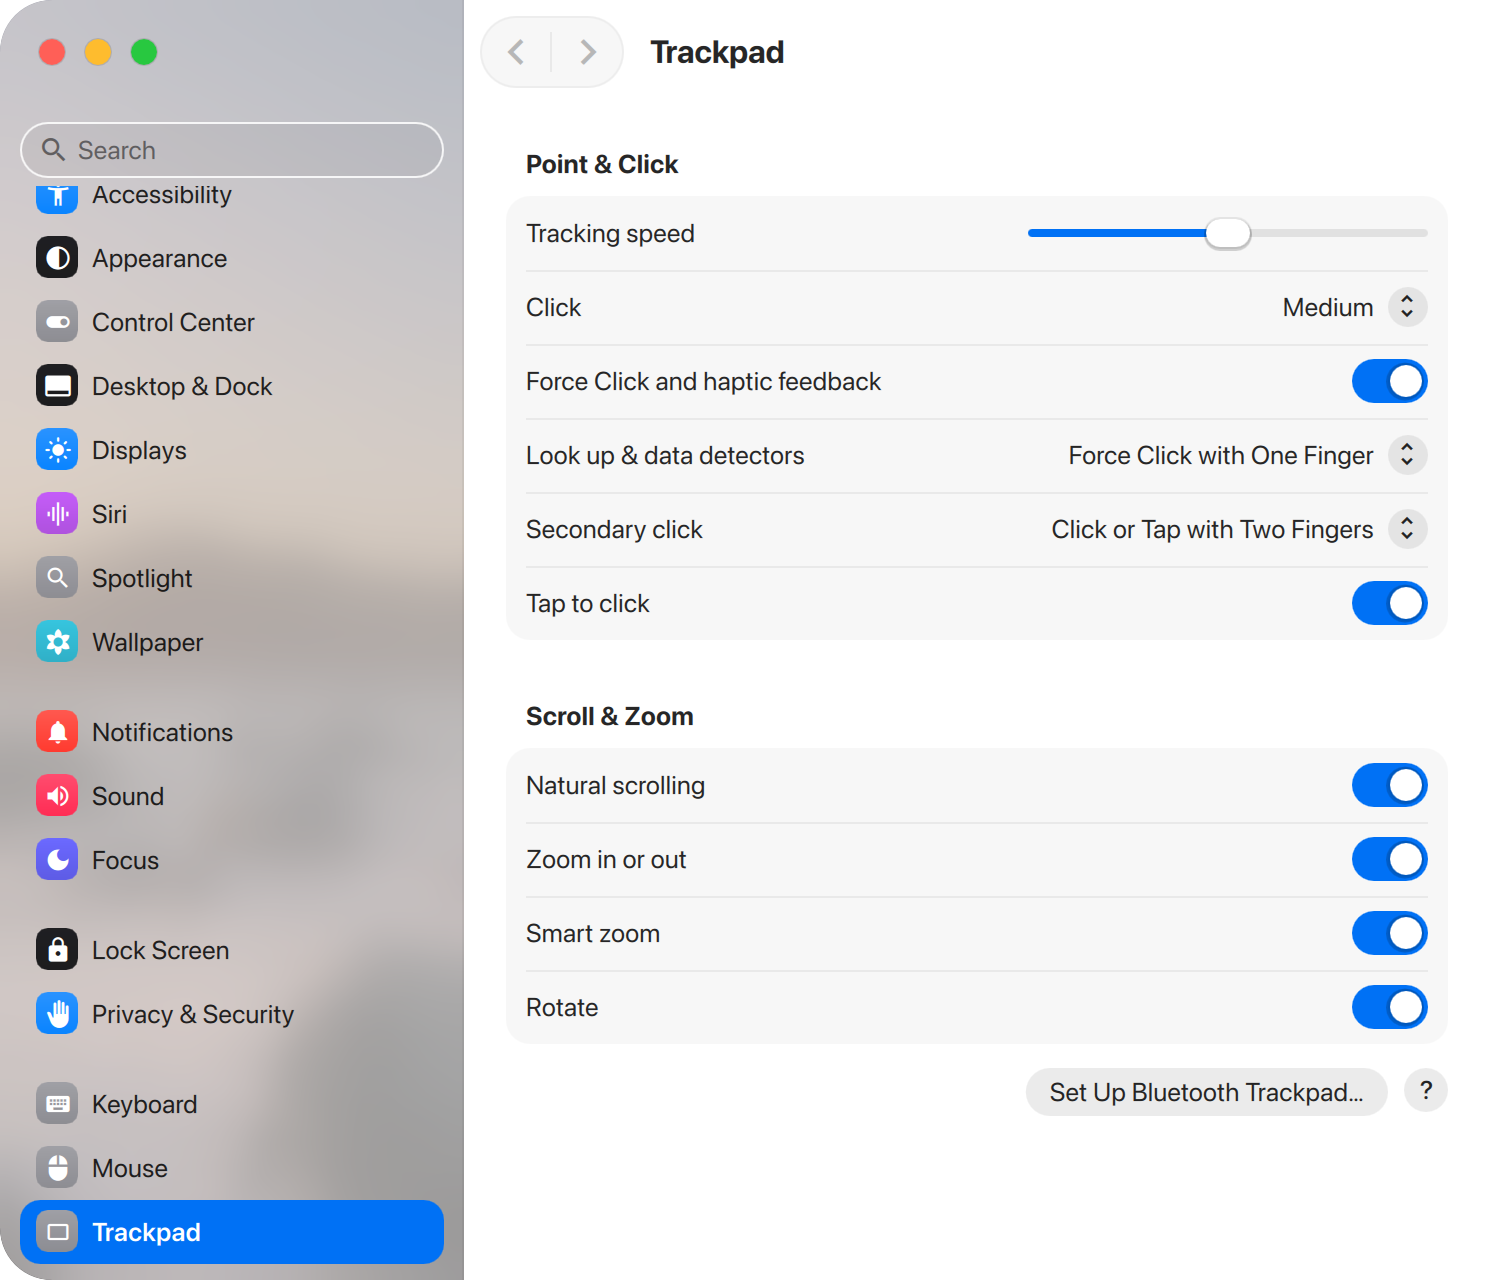 Search
Accessibility
Appearance
Control Center
Desktop & Dock
Displays
Siri
Spotlight
Wallpaper
Notifications
Sound
Focus
Lock Screen
Privacy & Security
Keyboard
Mouse
Trackpad
Trackpad
Point & Click
Tracking speed
Click Medium
Force Click and haptic feedback
Look up & data detectors Force Click with One Finger
Secondary click Click or Tap with Two Fingers
Tap to click
Scroll & Zoom
Natural scrolling
Zoom in or out
Smart zoom
Rotate
Set Up Bluetooth Trackpad... ?